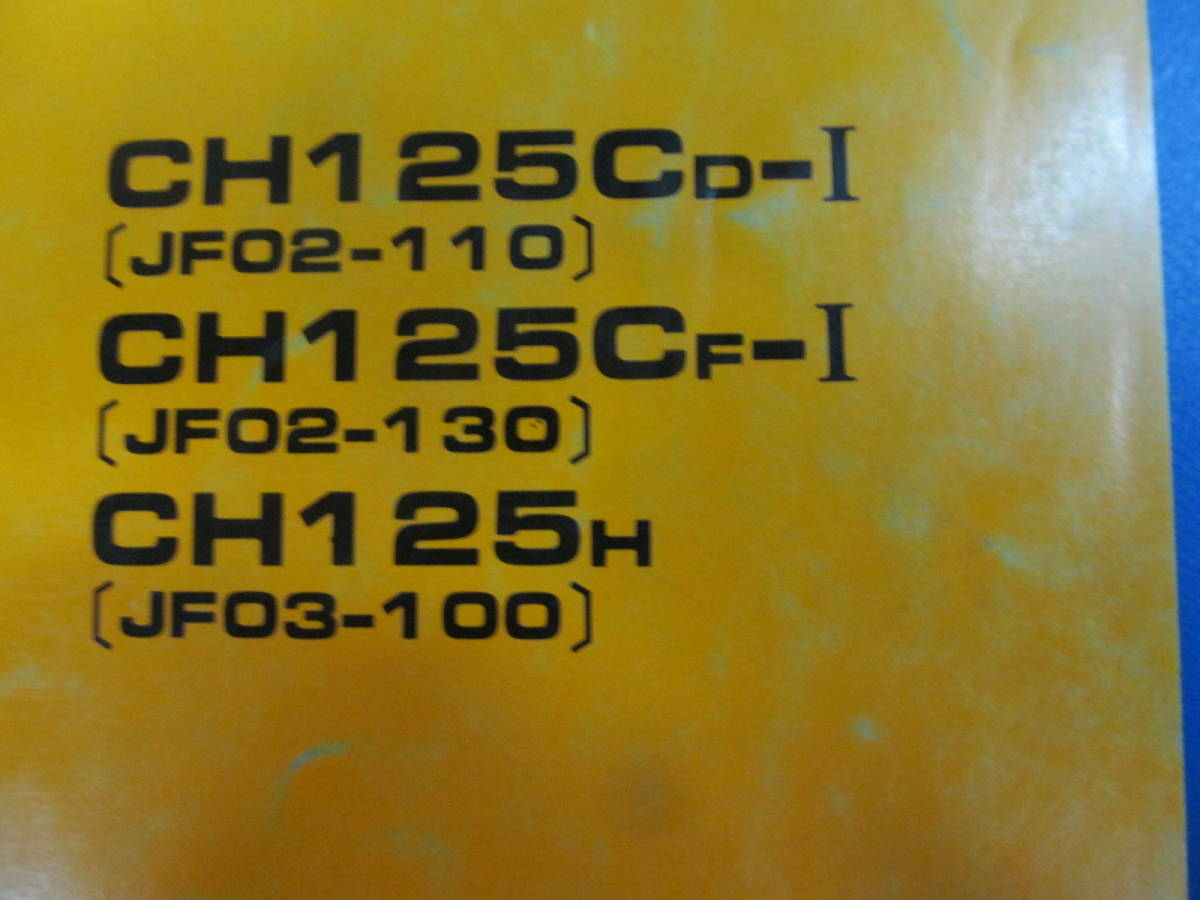 CH125CD-I
〔JF02-110〕
CH125CF-I
〔JF02-130〕
CH125H
〔JF03-100〕